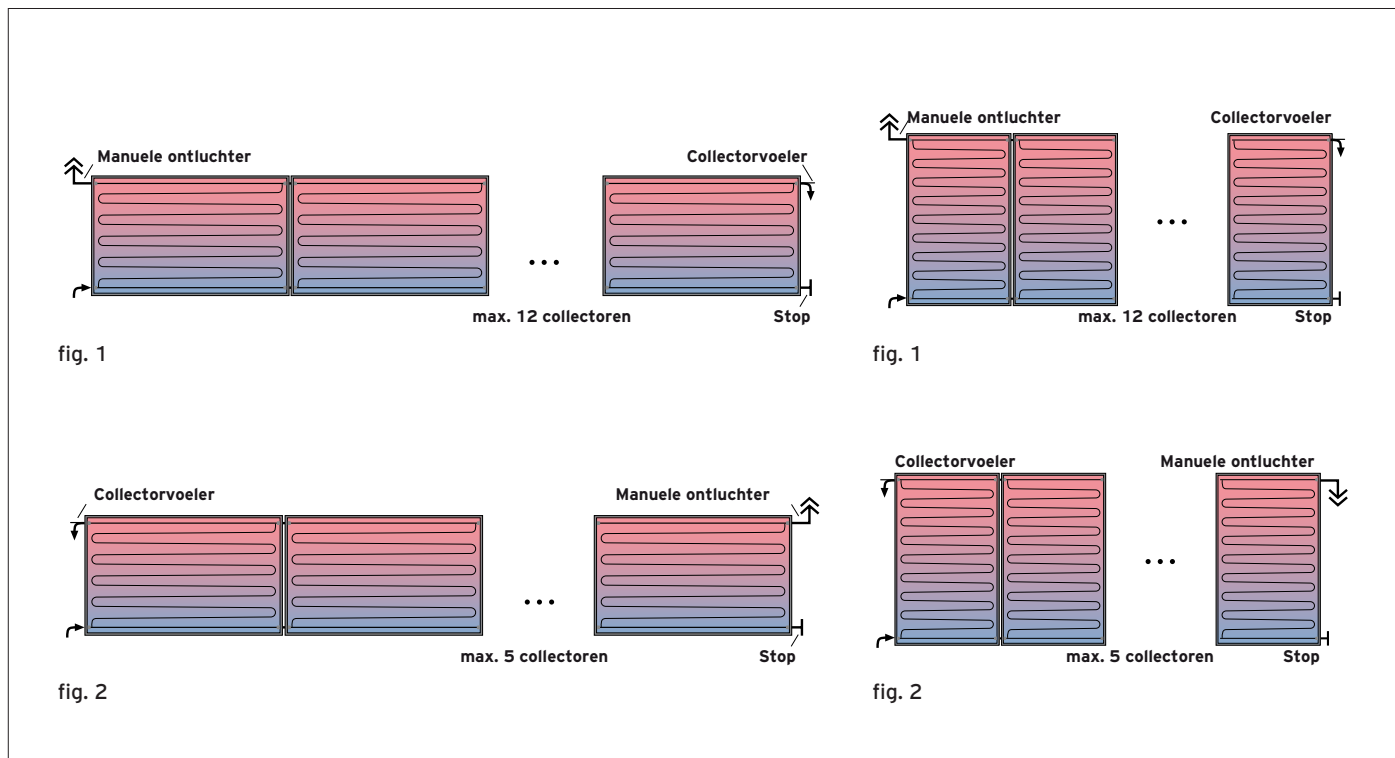 Manuele ontluchter
Collectorvoeler
max. 12 collectoren
Stop
fig. 1
Manuele ontluchter
Collectorvoeler
max. 12 collectoren
Stop
fig. 1
Collectorvoeler
Manuele ontluchter
max. 5 collectoren
Stop
fig. 2
Collectorvoeler
Manuele ontluchter
max. 5 collectoren
Stop
fig. 2